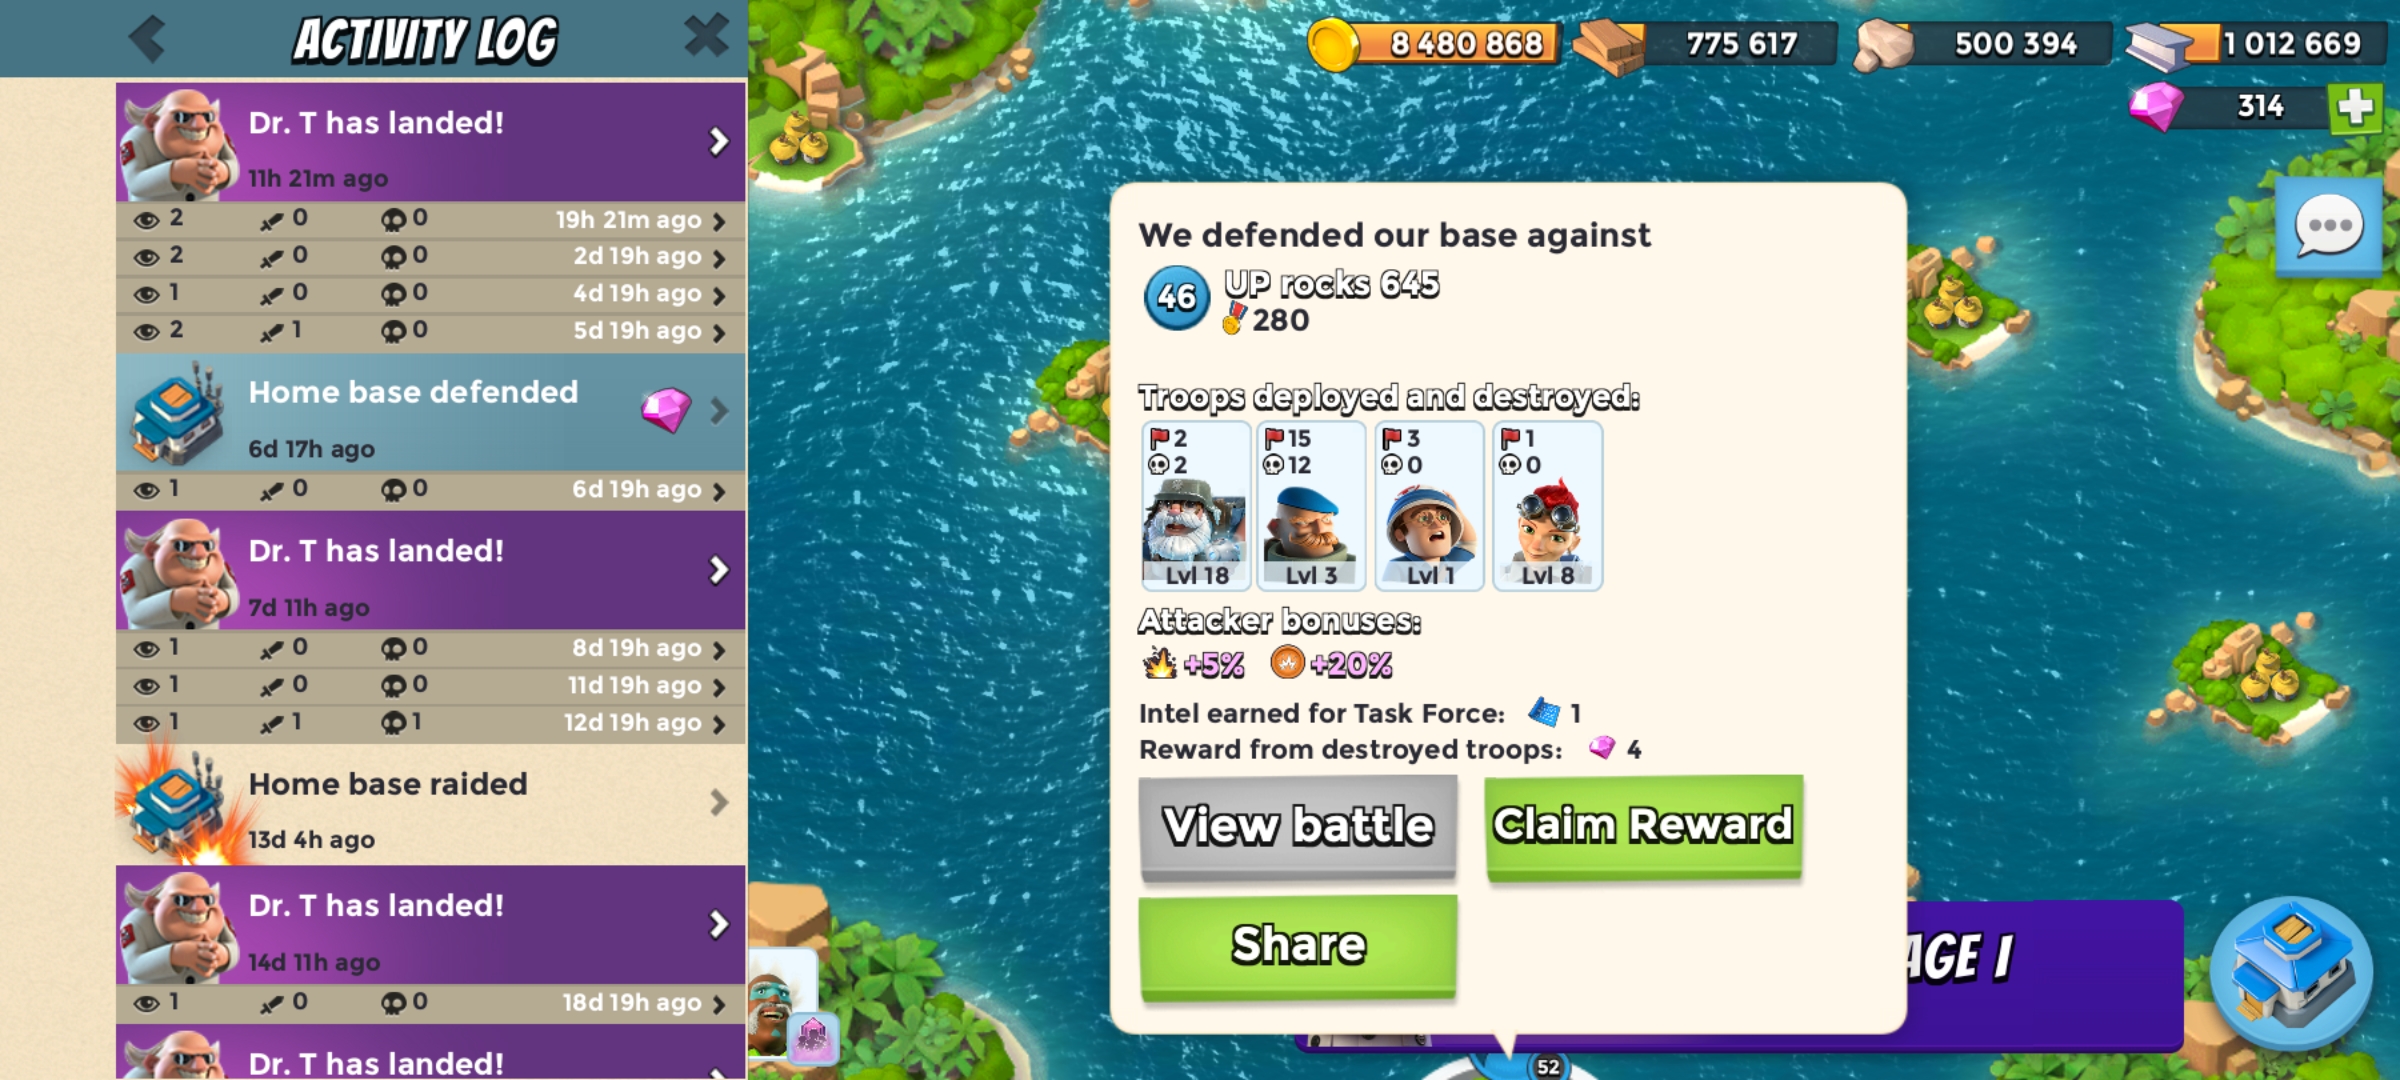 ACTIVITY LOG
Dr. T has landed!
11h 21m ago
2 0 0 19h 21m ago
2 0 0 2d 19h ago
1 0 0 4d 19h ago
2 1 0 5d 19h ago
Home base defended
6d 17h ago
1 0 0 6d 19h ago
Dr. T has landed!
7d 11h ago
1 0 0 8d 19h ago
1 0 0 11d 19h ago
1 1 1 12d 19h ago
Home base raided
13d 4h ago
Dr. T has landed!
14d 11h ago
1 0 0 18d 19h ago
Dr. T has landed!
8 480 868 775 617 500 394 1 012 669
314
We defended our base against
46 UP rocks 645
280
Troops deployed and destroyed:
2 15 3 1
2 12 0 0
Lvl 18 Lvl 3 Lvl 1 Lvl 8
Attacker bonuses:
+5% +20%
Intel earned for Task Force: 1
Reward from destroyed troops: 4
View battle Claim Reward
Share
AGE I
52